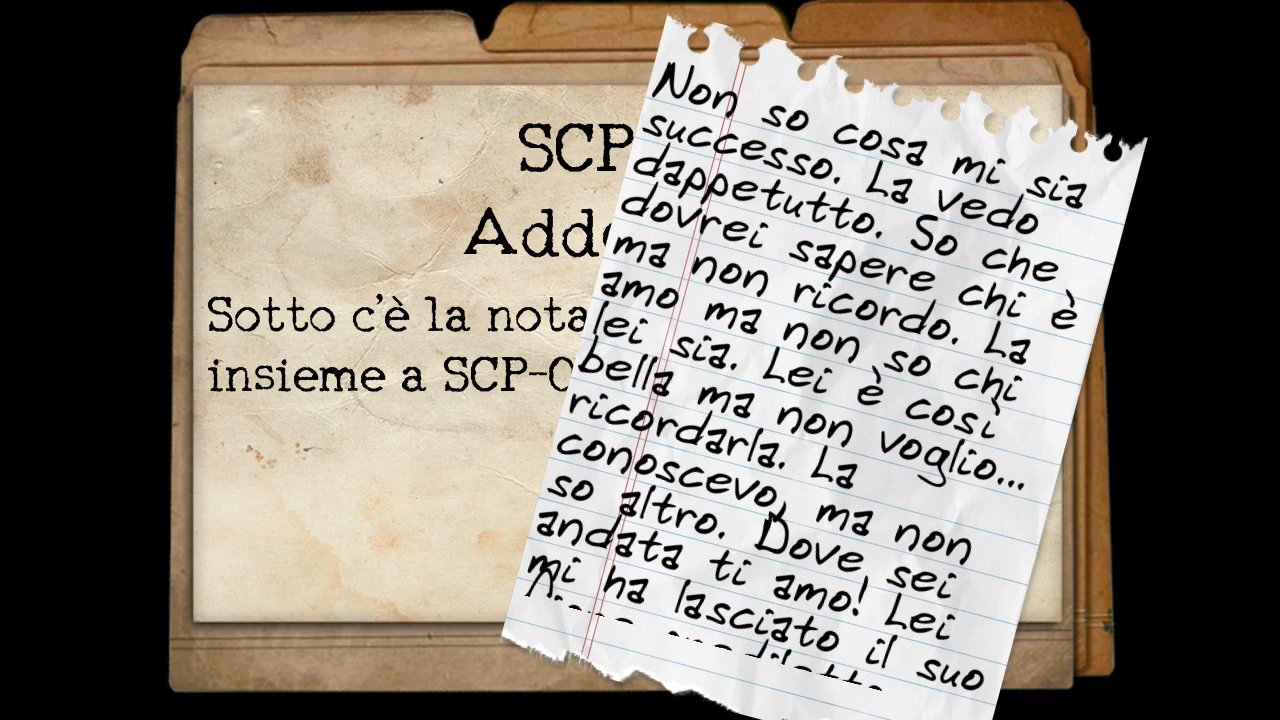 SCP
Adde
Sotto c'è la nota
insieme a SCP-0
Non so cosa mi sia
successo. La vedo
dappetutto. So che
dovrei sapere chi è
ma non ricordo. La
amo ma non so chi
lei sia. Lei è così
bella ma non voglio...
ricordarla. La
conoscevo, ma non
so altro. Dove sei
andata ti amo! Lei
mi ha lasciato il suo